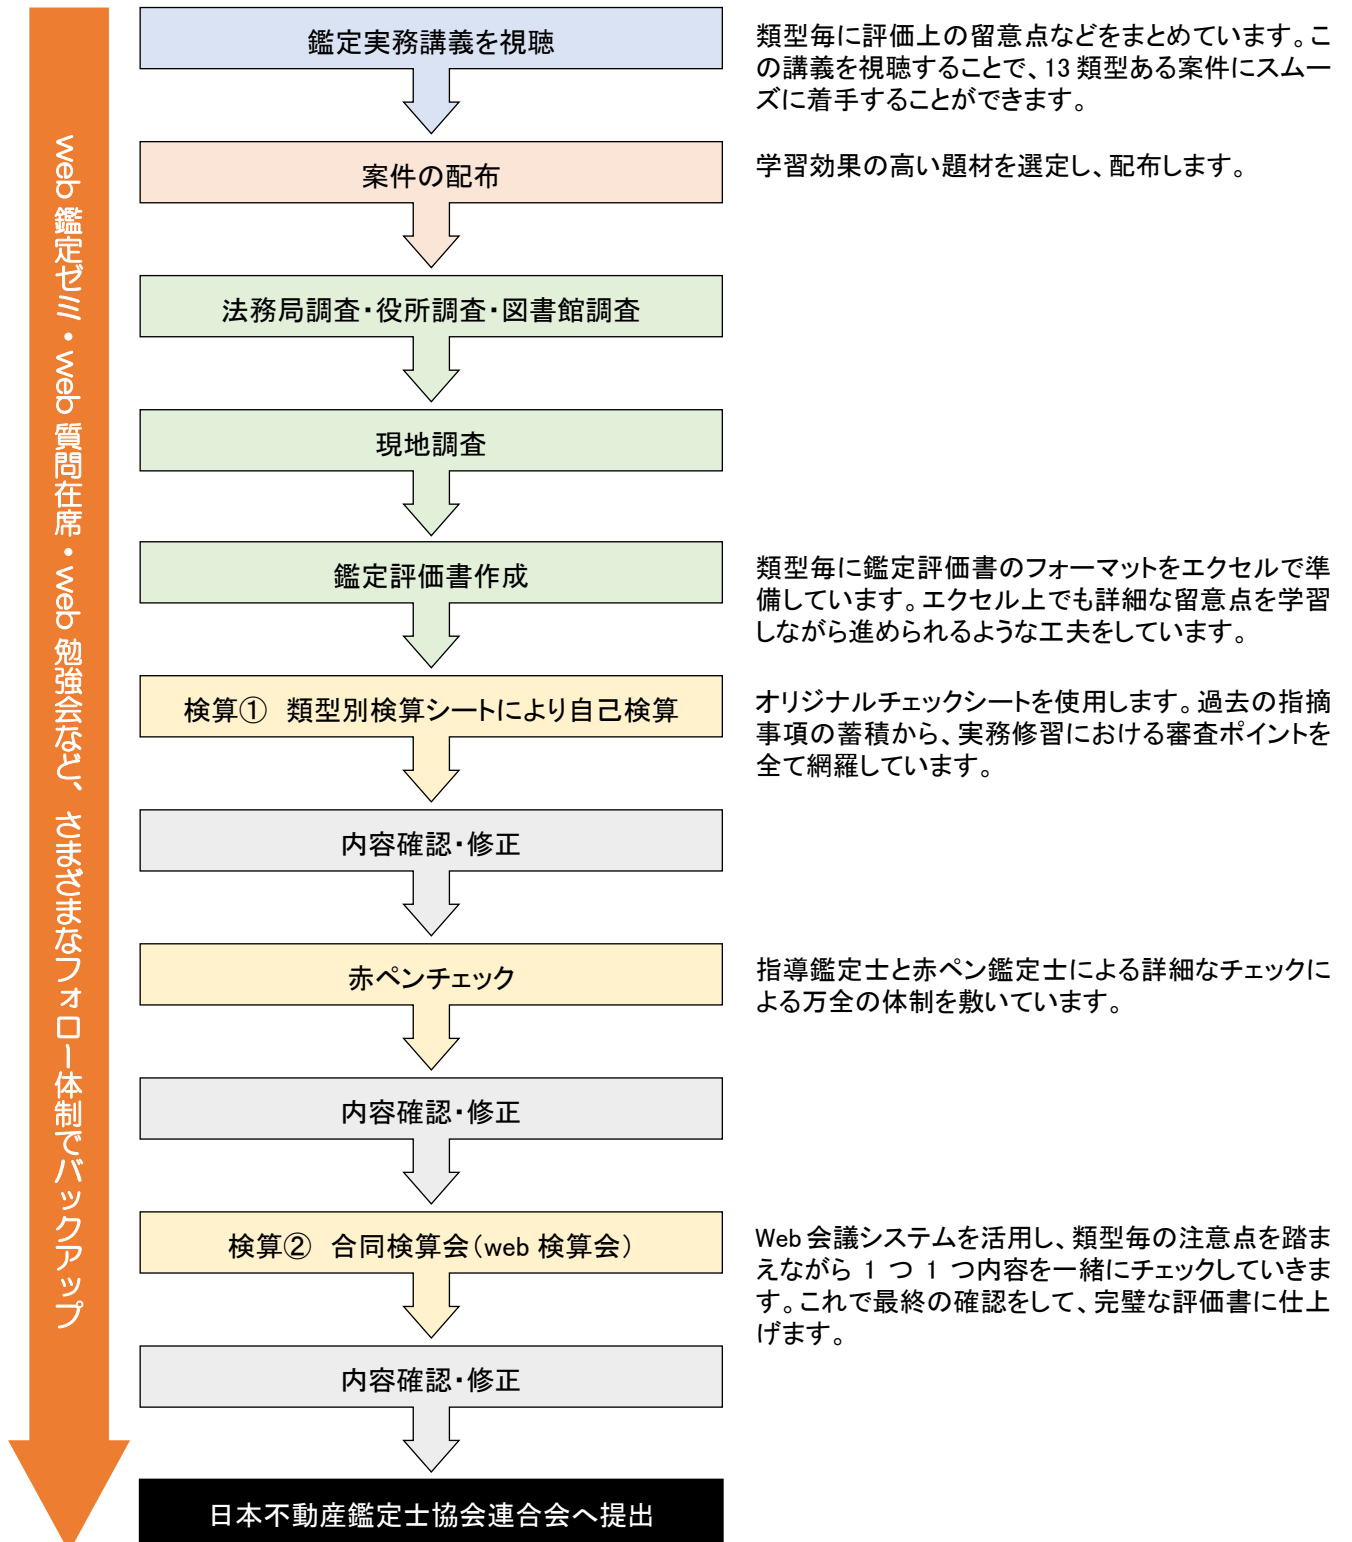 web 鑑定ゼミ・web 質問在席・web 勉強会など、さまざまなフォロー体制でバックアップ
鑑定実務講義を視聴
類型毎に評価上の留意点などをまとめています。こ
の講義を視聴することで、13 類型ある案件にスムー
ズに着手することができます。
案件の配布
学習効果の高い題材を選定し、配布します。
法務局調査・役所調査・図書館調査
現地調査
鑑定評価書作成
類型毎に鑑定評価書のフォーマットをエクセルで準
備しています。エクセル上でも詳細な留意点を学習
しながら進められるような工夫をしています。
検算①　類型別検算シートにより自己検算
オリジナルチェックシートを使用します。過去の指摘
事項の蓄積から、実務修習における審査ポイントを
全て網羅しています。
内容確認・修正
赤ペンチェック
指導鑑定士と赤ペン鑑定士による詳細なチェックに
よる万全の体制を敷いています。
内容確認・修正
検算②　合同検算会（web 検算会）
Web 会議システムを活用し、類型毎の注意点を踏ま
えながら 1 つ 1 つ内容を一緒にチェックしていきま
す。これで最終の確認をして、完璧な評価書に仕上
げます。
内容確認・修正
日本不動産鑑定士協会連合会へ提出